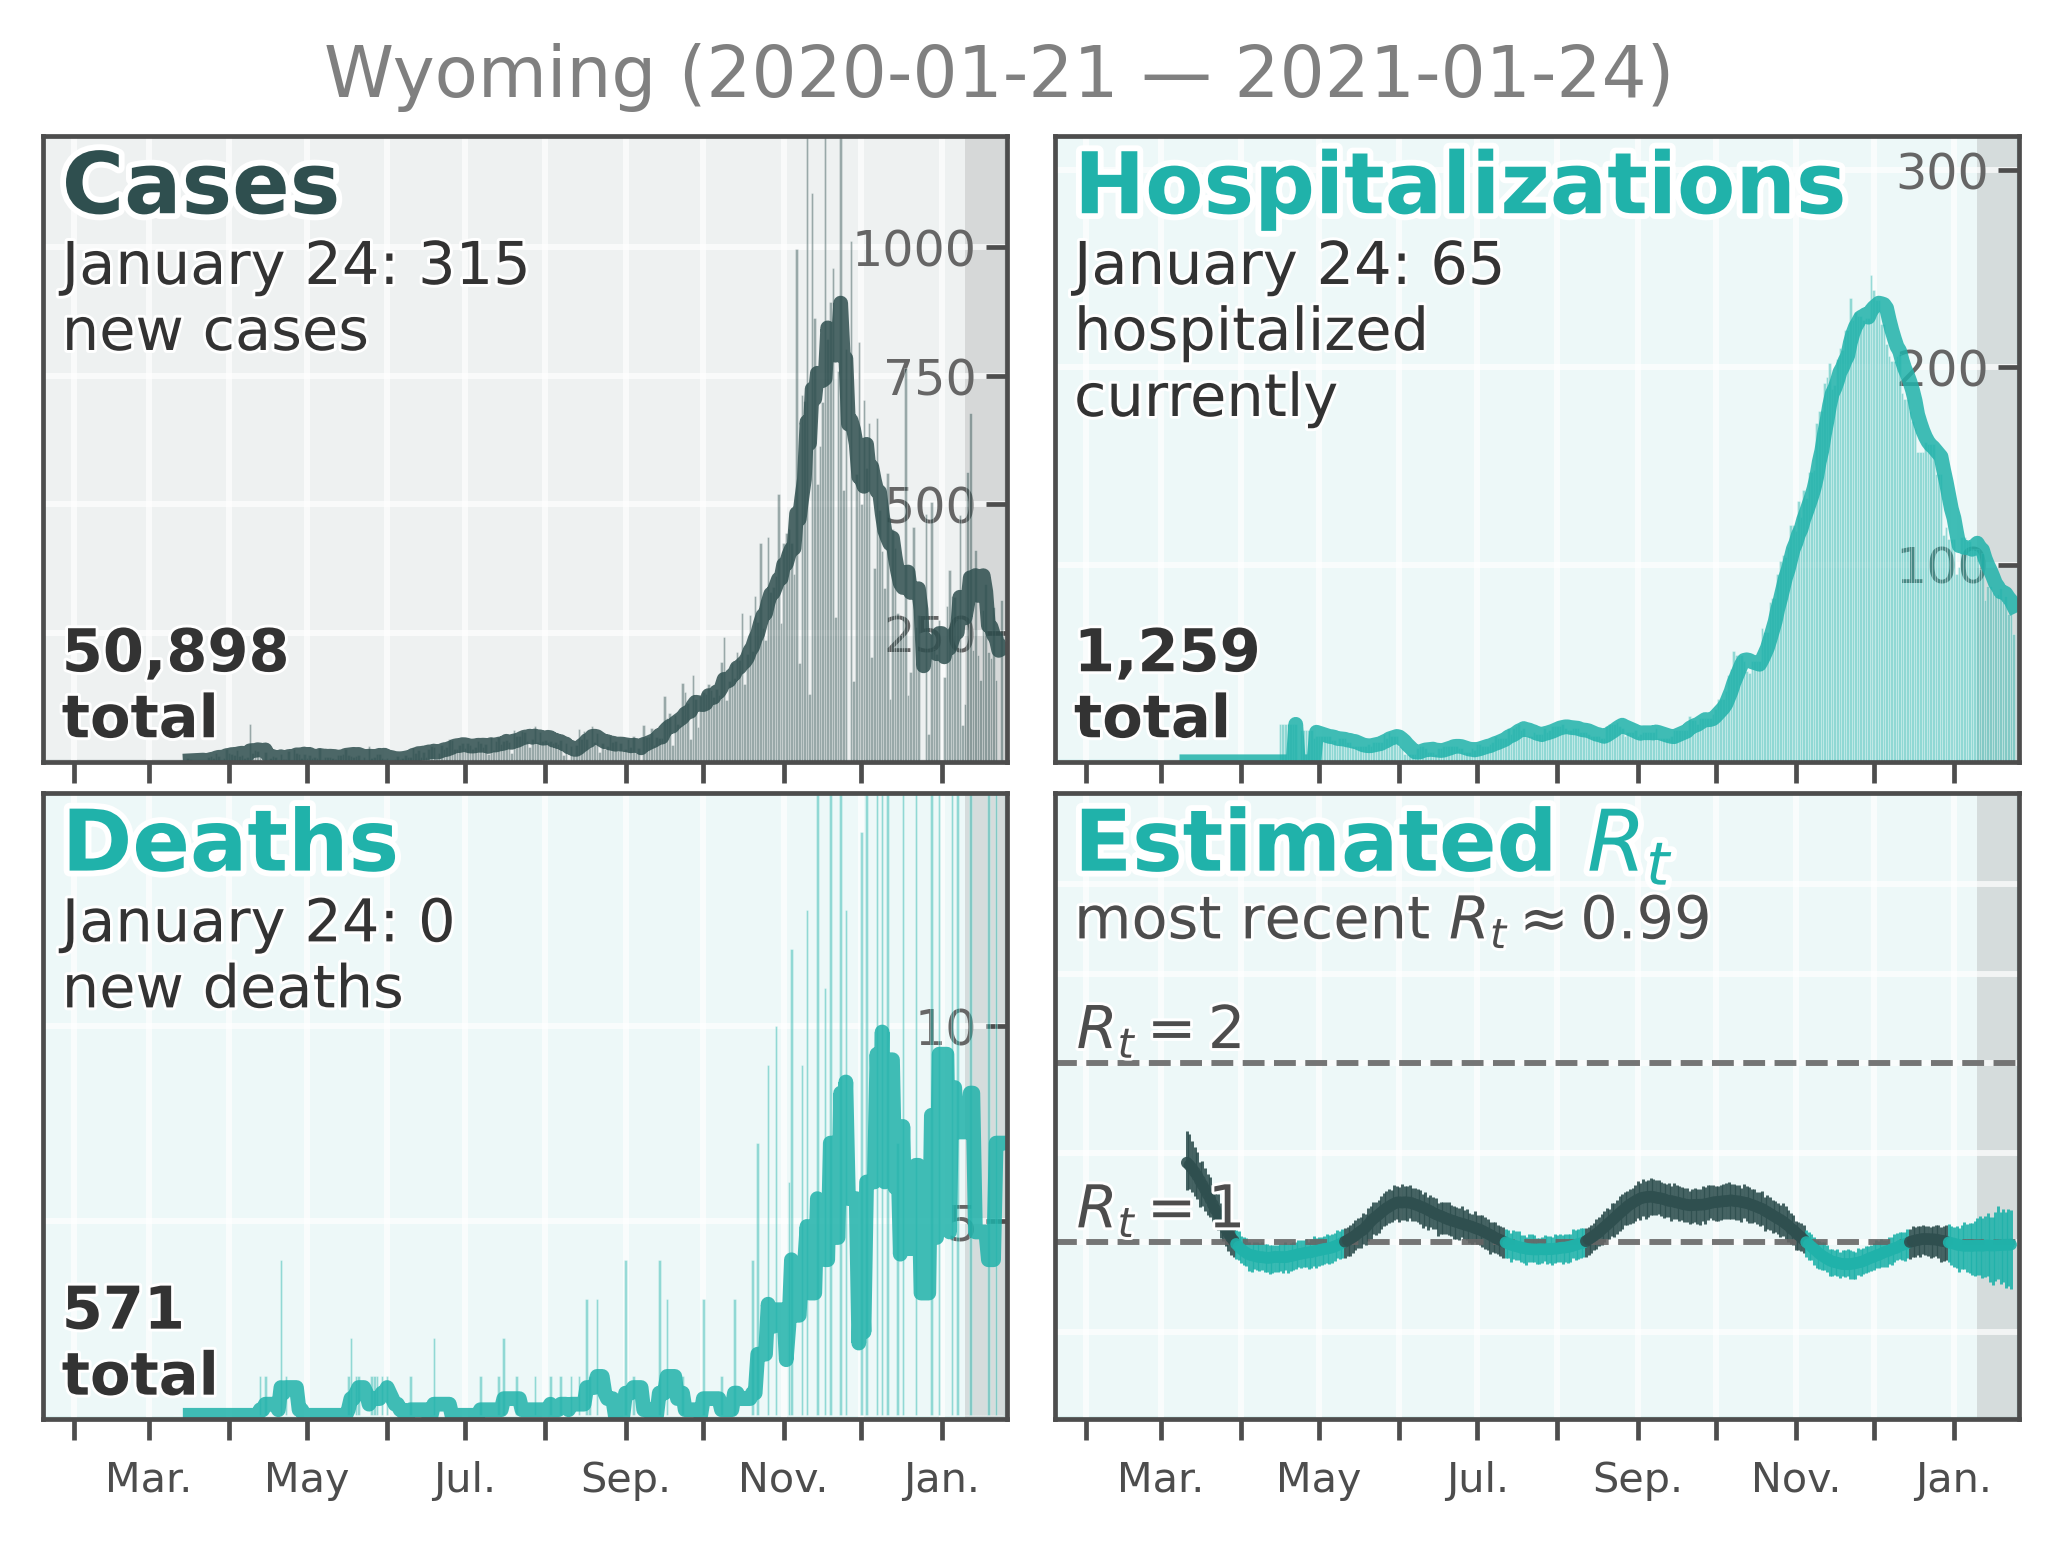 Wyoming (2020-01-21 — 2021-01-24)
Cases
January 24: 315
new cases
1000
750
500
250
50,898
total
Hospitalizations
January 24: 65
hospitalized
currently
300
200
100
1,259
total
Deaths
January 24: 0
new deaths
10
5
571
total
Mar. May Jul. Sep. Nov. Jan.
Estimated Rₜ
most recent Rₜ ≈ 0.99
Rₜ = 2
Rₜ = 1
Mar. May Jul. Sep. Nov. Jan.